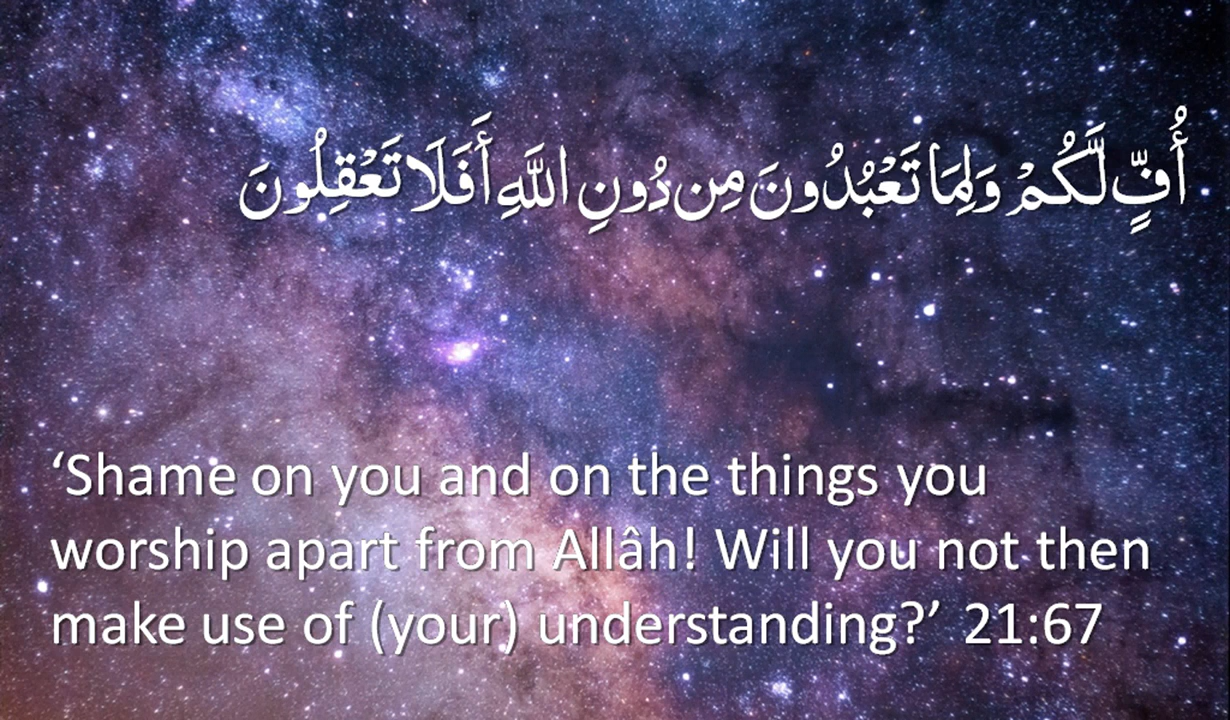 أُفٍّ لَّكُمْ وَلِمَا تَعْبُدُونَ مِن دُونِ اللَّهِ أَفَلَا تَعْقِلُونَ
‘Shame on you and on the things you
worship apart from Allâh! Will you not then
make use of (your) understanding?’ 21:67